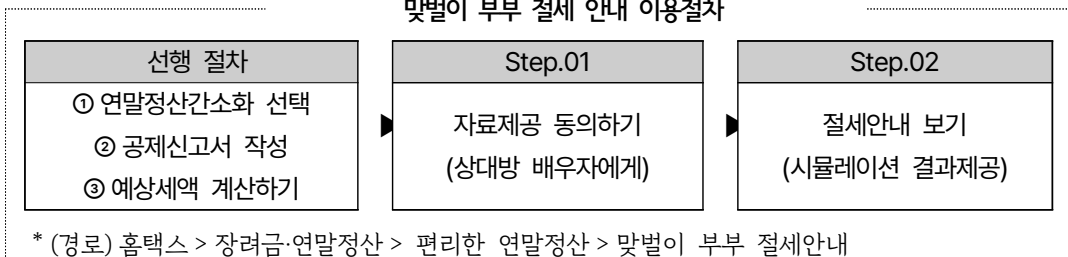 맞벌이 부부 절세 안내 이용절차
선행 절차
① 연말정산간소화 선택
② 공제신고서 작성
③ 예상세액 계산하기
Step.01
자료제공 동의하기
(상대방 배우자에게)
Step.02
절세안내 보기
(시뮬레이션 결과제공)
* (경로) 홈택스 > 장려금·연말정산 > 편리한 연말정산 > 맞벌이 부부 절세안내